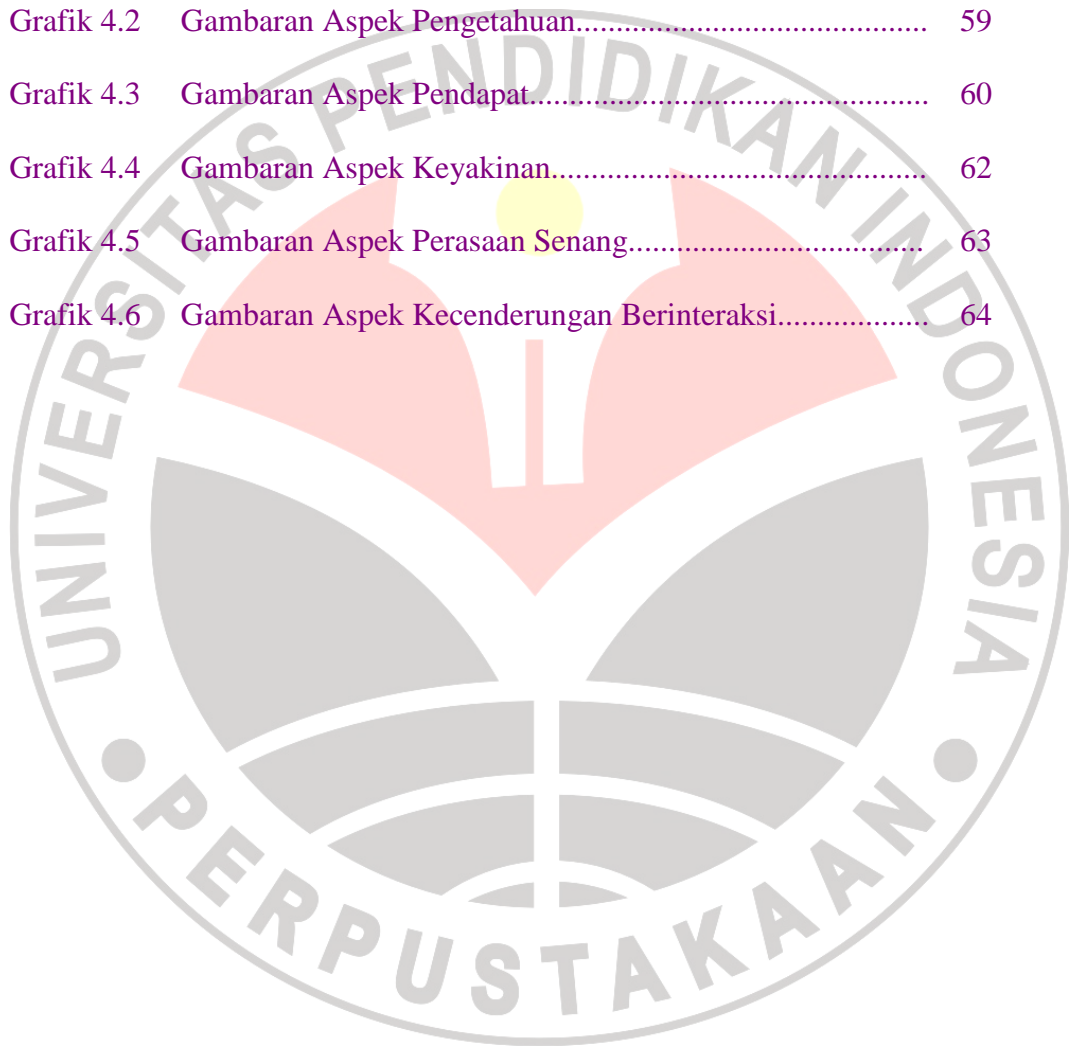 Grafik 4.2 Gambaran Aspek Pengetahuan.......................................... 59
Grafik 4.3 Gambaran Aspek Pendapat................................................ 60
Grafik 4.4 Gambaran Aspek Keyakinan............................................. 62
Grafik 4.5 Gambaran Aspek Perasaan Senang................................... 63
Grafik 4.6 Gambaran Aspek Kecenderungan Berinteraksi.................. 64
UNIVERSITAS PENDIDIKAN INDONESIA
PERPUSTAKAAN